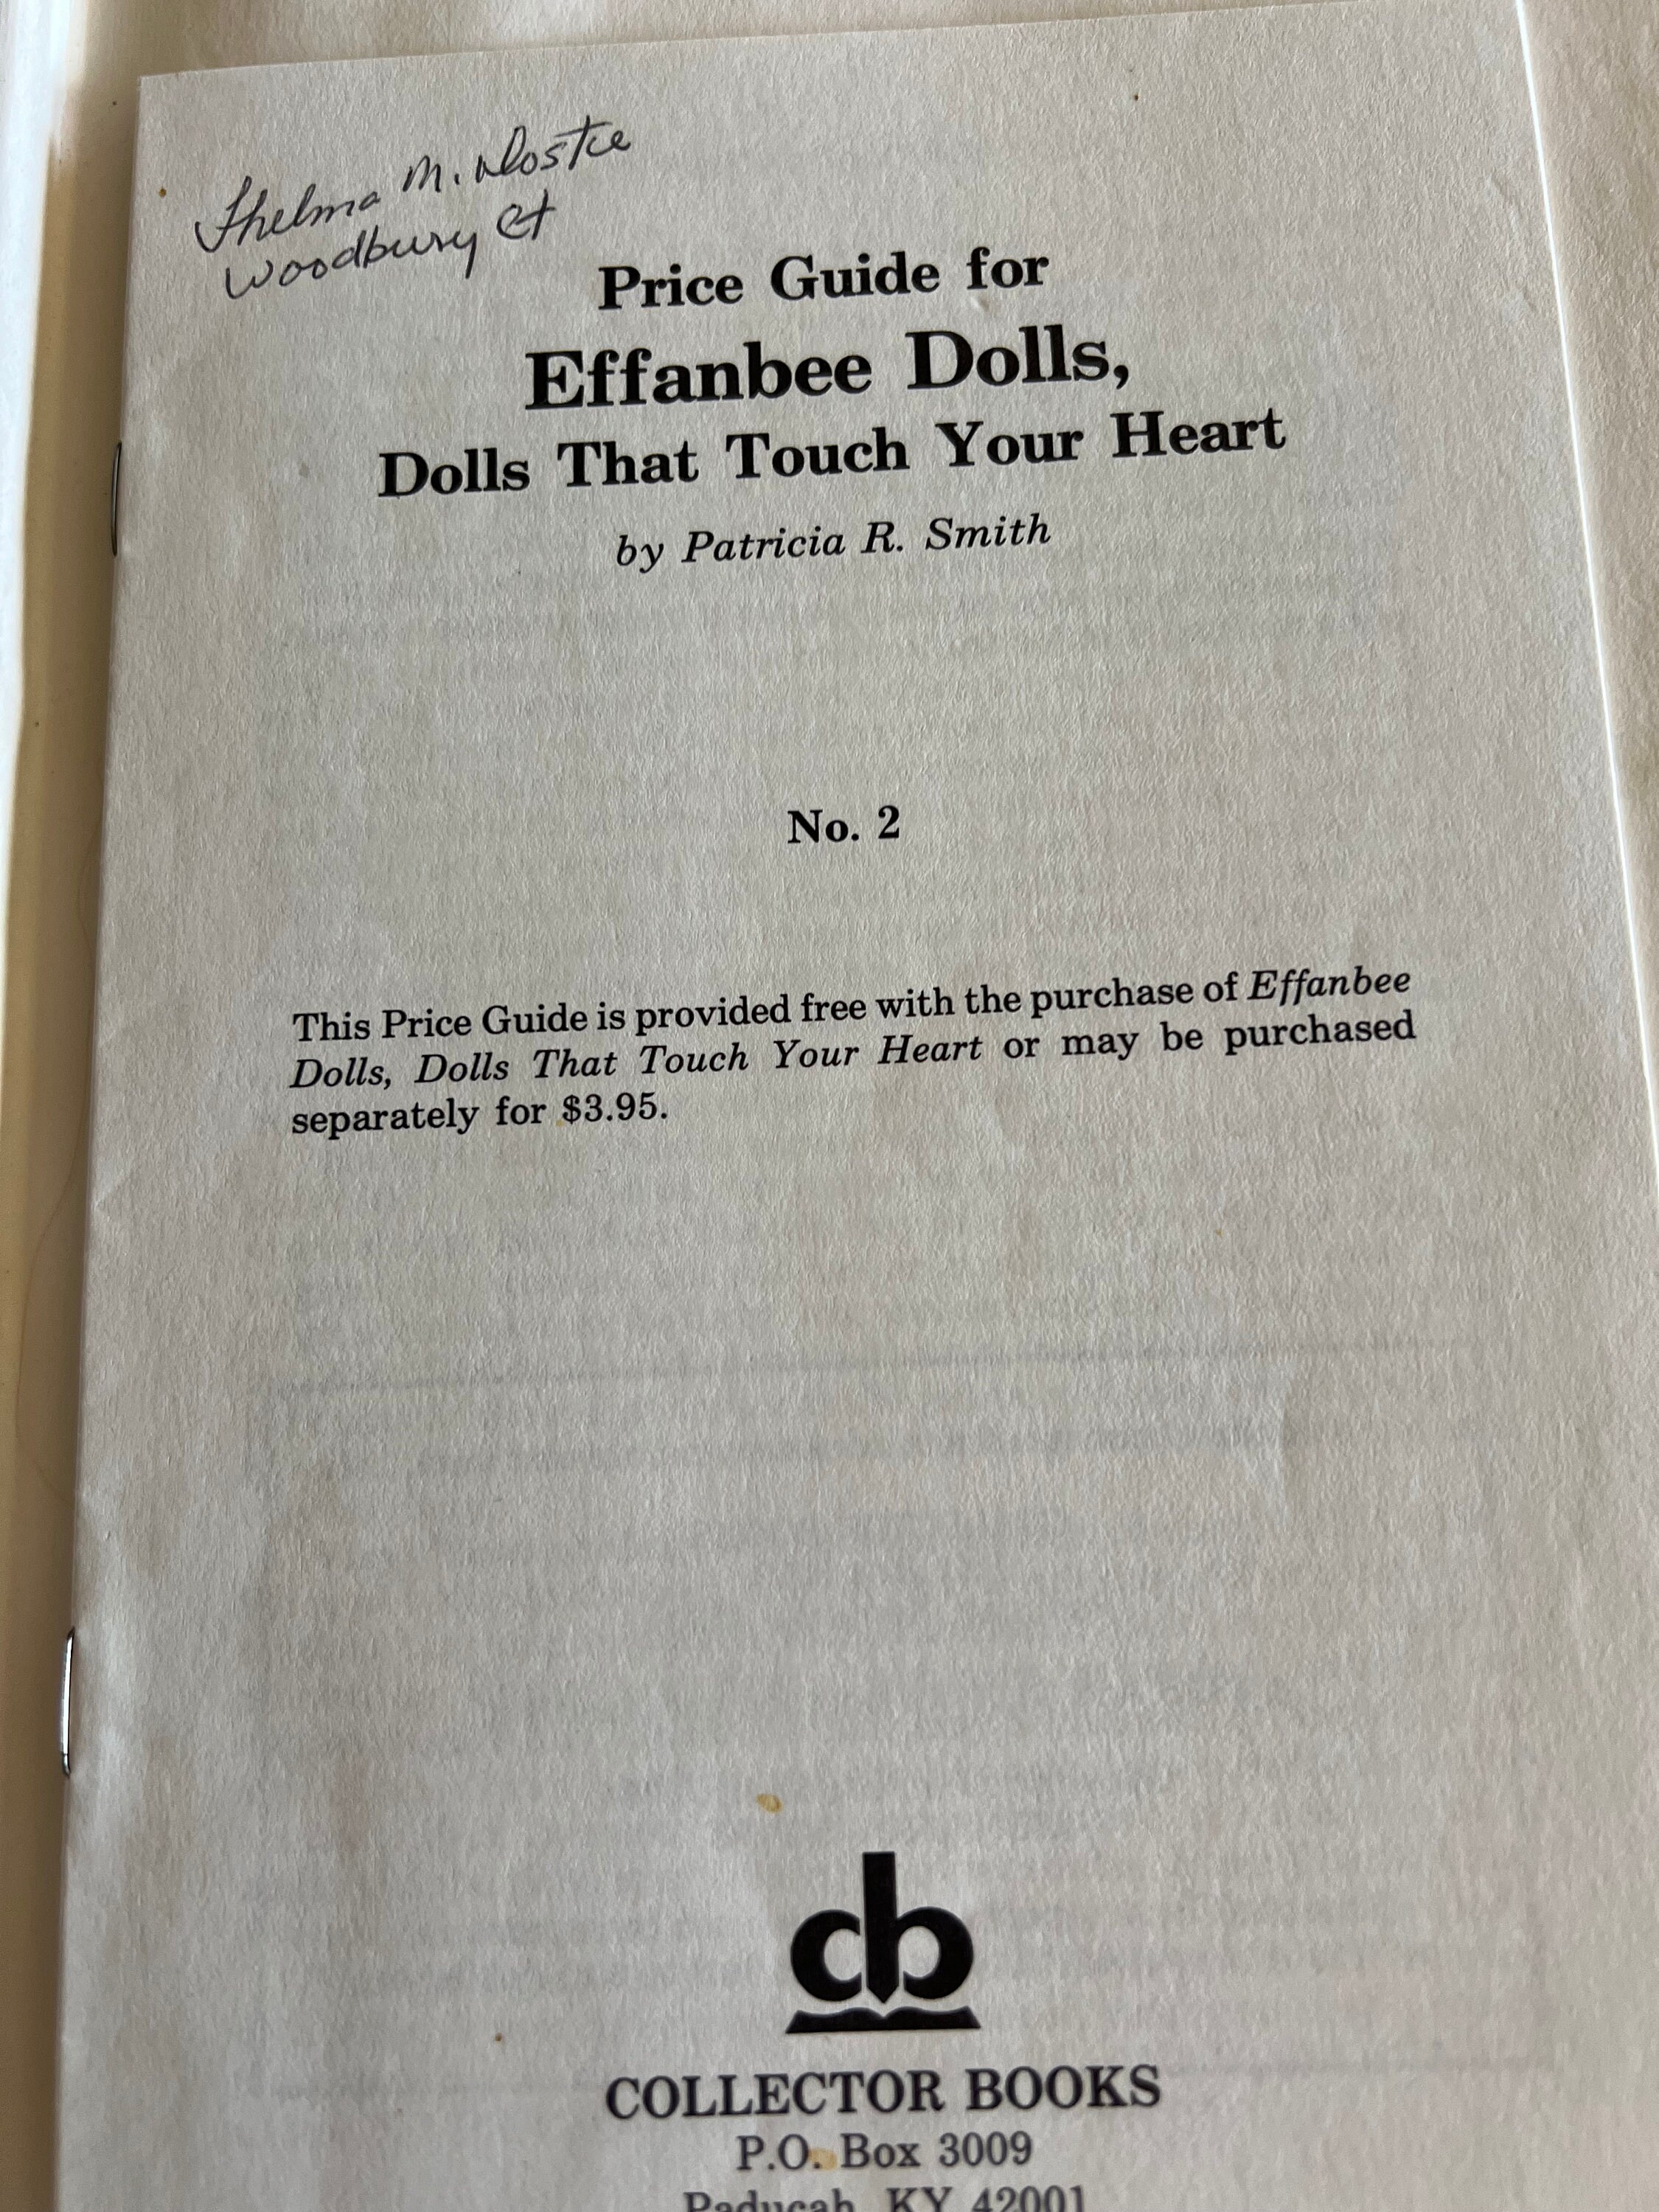 Thelma M. Dostie
Woodbury Ct
Price Guide for
Effanbee Dolls,
Dolls That Touch Your Heart
by Patricia R. Smith
No. 2
This Price Guide is provided free with the purchase of Effanbee
Dolls, Dolls That Touch Your Heart or may be purchased
separately for $3.95.
cb
COLLECTOR BOOKS
P.O. Box 3009
Paducah, KY 42001